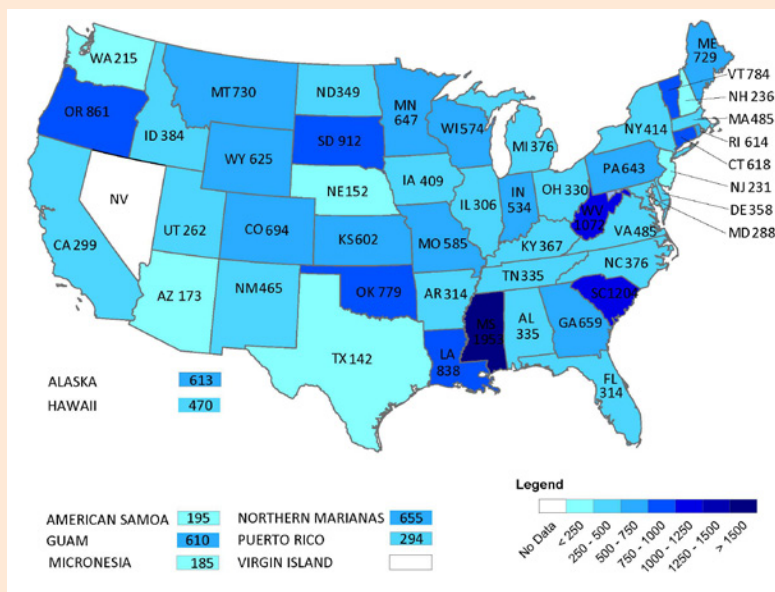 WA 215
MT 730
ND 349
MN
647
ME
729
VT 784
NH 236
MA 485
RI 614
CT 618
NJ 231
DE 358
MD 288
OR 861
ID 384
WY 625
SD 912
WI 574
MI 376
NY 414
PA 643
NV
UT 262
CO 694
NE 152
IA 409
IL 306
IN
534
OH 330
WV
1072
VA 485
CA 299
AZ 173
NM 465
KS 602
MO 585
KY 367
NC 376
TN 335
OK 779
AR 314
SC 1204
MS
1953
AL
335
GA 659
TX 142
LA
838
FL
314
ALASKA 613
HAWAII 470
AMERICAN SAMOA 195
GUAM 610
MICRONESIA 185
NORTHERN MARIANAS 655
PUERTO RICO 294
VIRGIN ISLAND
Legend
No Data
< 250
250 - 500
500 - 750
750 - 1000
1000 - 1250
1250 - 1500
> 1500